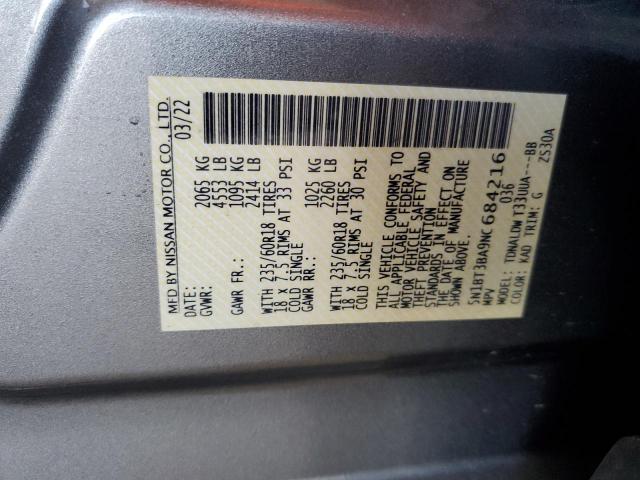 MFD BY NISSAN MOTOR CO., LTD.
DATE: 03/22
GVWR: 2065 KG
4553 LB
GAWR FR: 1095 KG
2414 LB
WITH 235/60R18 TIRES
18 X 7.5 RIMS AT 33 PSI
COLD SINGLE
GAWR RR: 1025 KG
2260 LB
WITH 235/60R18 TIRES
18 X 7.5 RIMS AT 30 PSI
COLD SINGLE
THIS VEHICLE CONFORMS TO
ALL APPLICABLE FEDERAL
MOTOR VEHICLE SAFETY AND
THEFT PREVENTION
STANDARDS IN EFFECT ON
THE DATE OF MANUFACTURE
SHOWN ABOVE.
5N1BT3BA9NC684216
MPV 036
MODEL: TDNALDWT33UUA---BB
COLOR: KAD TRIM: G ZS30A